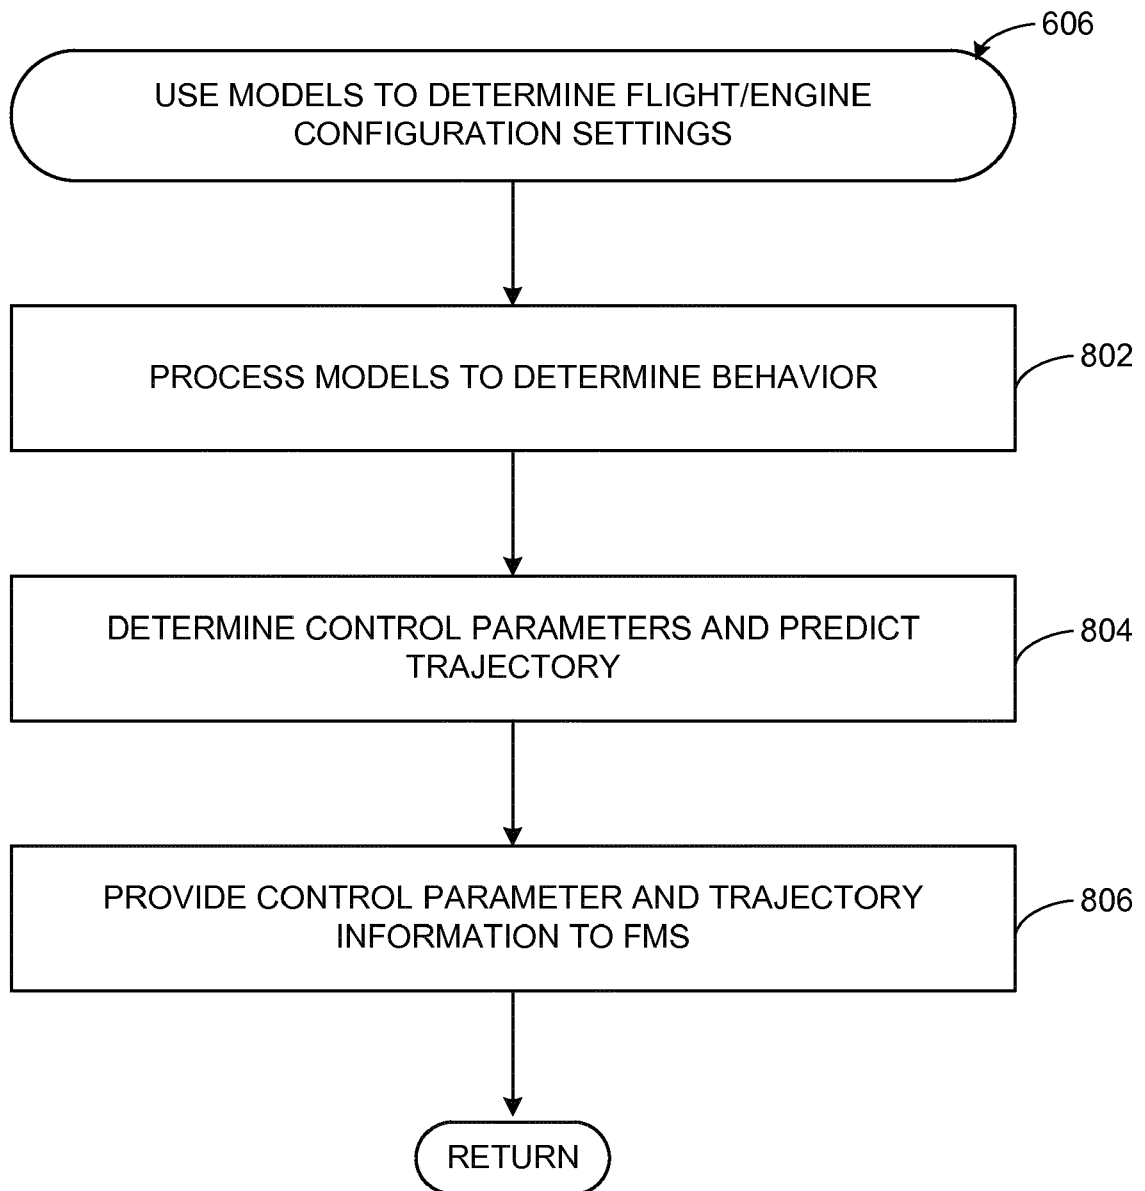 606
USE MODELS TO DETERMINE FLIGHT/ENGINE
CONFIGURATION SETTINGS
PROCESS MODELS TO DETERMINE BEHAVIOR
802
DETERMINE CONTROL PARAMETERS AND PREDICT
TRAJECTORY
804
PROVIDE CONTROL PARAMETER AND TRAJECTORY
INFORMATION TO FMS
806
RETURN